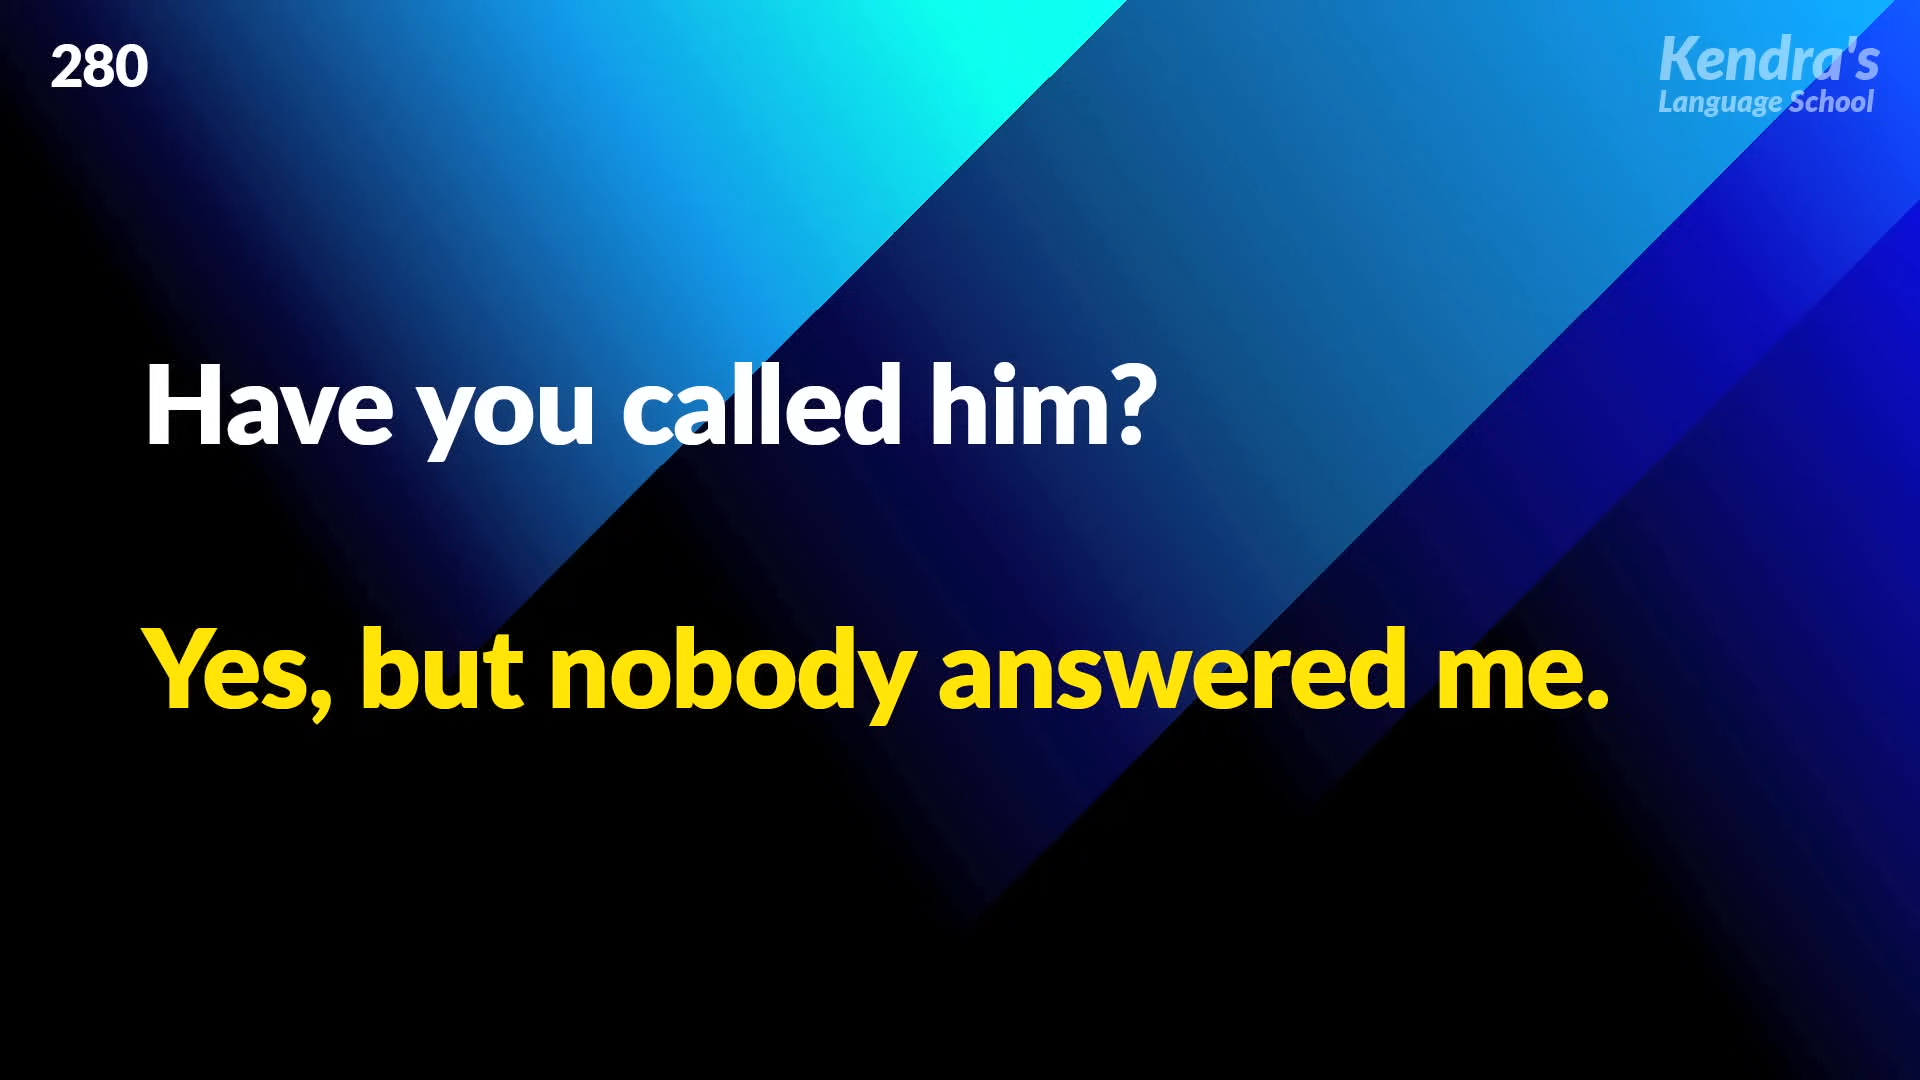 280
Kendra's
Language School
Have you called him?
Yes, but nobody answered me.